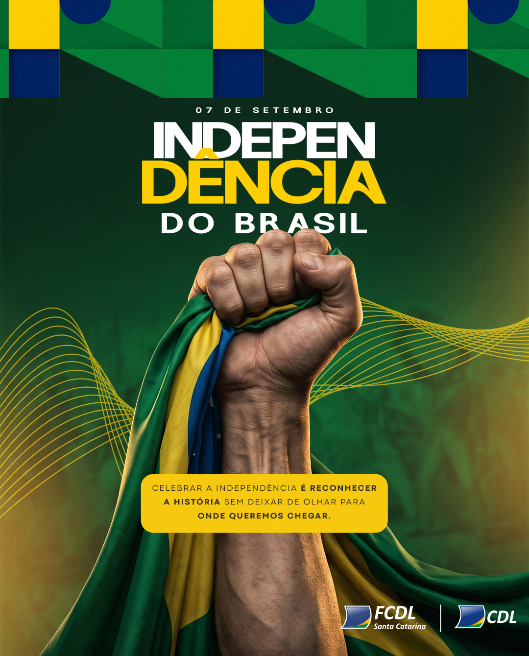 07 DE SETEMBRO
INDEPEN
DÊNCIA
DO BRASIL
CELEBRAR A INDEPENDÊNCIA É RECONHECER
A HISTÓRIA SEM DEIXAR DE OLHAR PARA
ONDE QUEREMOS CHEGAR.
FCDL
Santa Catarina
CDL